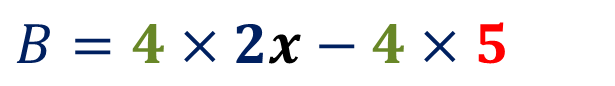 B = 4 × 2x − 4 × 5